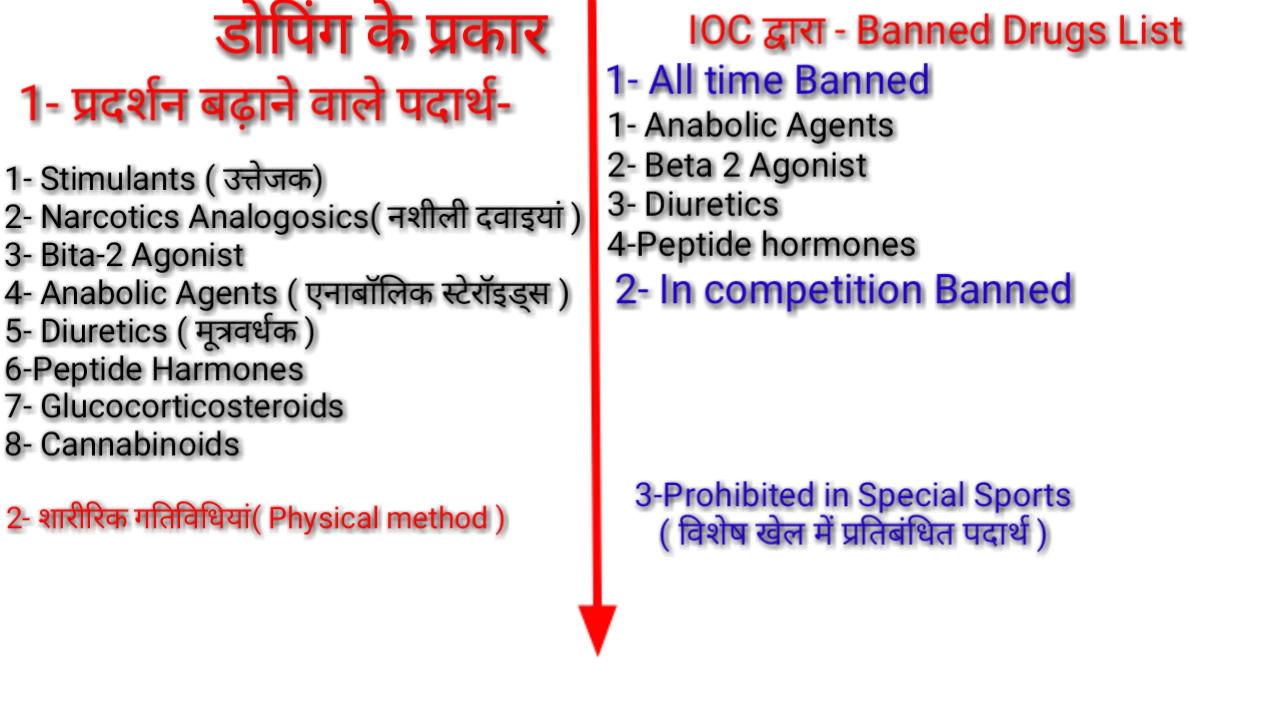 डोपिंग के प्रकार
1- प्रदर्शन बढ़ाने वाले पदार्थ-
1- Stimulants ( उत्तेजक)
2- Narcotics Analogosics( नशीली दवाइयां )
3- Bita-2 Agonist
4- Anabolic Agents ( एनाबॉलिक स्टेरॉइड्स )
5- Diuretics ( मूत्रवर्धक )
6-Peptide Harmones
7- Glucocorticosteroids
8- Cannabinoids
2- शारीरिक गतिविधियां( Physical method )
IOC द्वारा - Banned Drugs List
1- All time Banned
1- Anabolic Agents
2- Beta 2 Agonist
3- Diuretics
4-Peptide hormones
2- In competition Banned
3-Prohibited in Special Sports
( विशेष खेल में प्रतिबंधित पदार्थ )